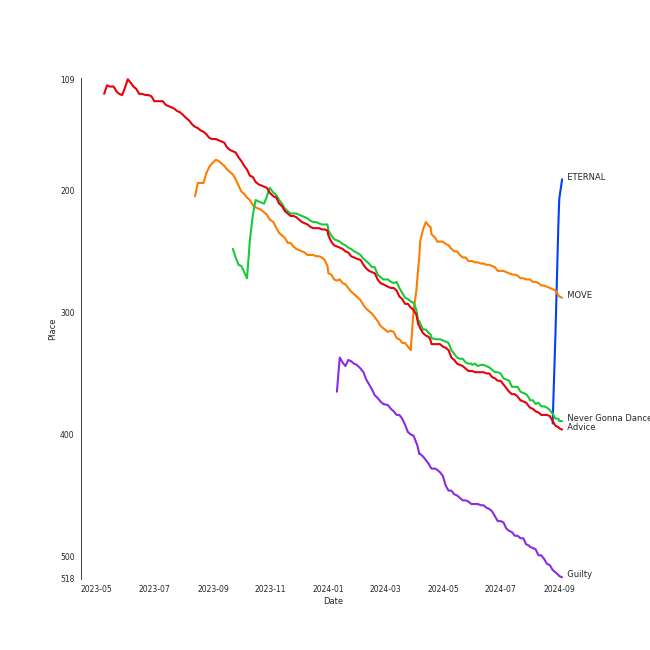 109
200
300
400
500
518
Place
2023-05
2023-07
2023-09
2023-11
2024-01
2024-03
2024-05
2024-07
2024-09
Date
ETERNAL
MOVE
Never Gonna Dance
Advice
Guilty